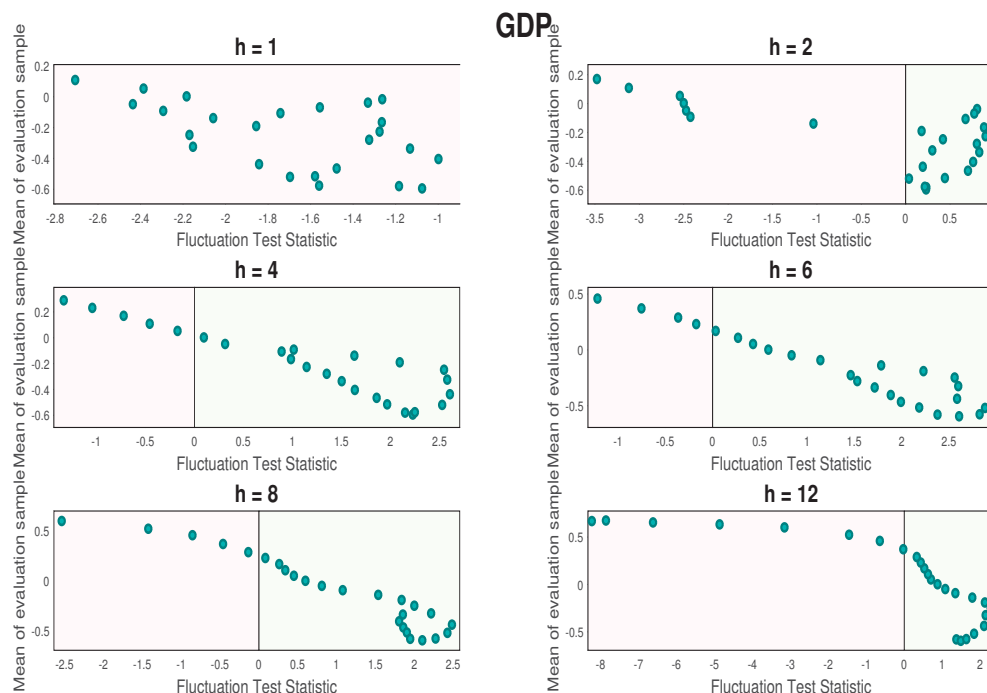 GDP
h = 1
Mean of evaluation sample
0.2
0
-0.2
-0.4
-0.6
-2.8 -2.6 -2.4 -2.2 -2 -1.8 -1.6 -1.4 -1.2 -1
Fluctuation Test Statistic
h = 2
Mean of evaluation sample
0.2
0
-0.2
-0.4
-0.6
-3.5 -3 -2.5 -2 -1.5 -1 -0.5 0 0.5
Fluctuation Test Statistic
h = 4
Mean of evaluation sample
0.2
0
-0.2
-0.4
-0.6
-1 -0.5 0 0.5 1 1.5 2 2.5
Fluctuation Test Statistic
h = 6
Mean of evaluation sample
0.5
0
-0.5
-1 -0.5 0 0.5 1 1.5 2 2.5
Fluctuation Test Statistic
h = 8
Mean of evaluation sample
0.5
0
-0.5
-2.5 -2 -1.5 -1 -0.5 0 0.5 1 1.5 2 2.5
Fluctuation Test Statistic
h = 12
Mean of evaluation sample
0.5
0
-0.5
-8 -7 -6 -5 -4 -3 -2 -1 0 1 2
Fluctuation Test Statistic